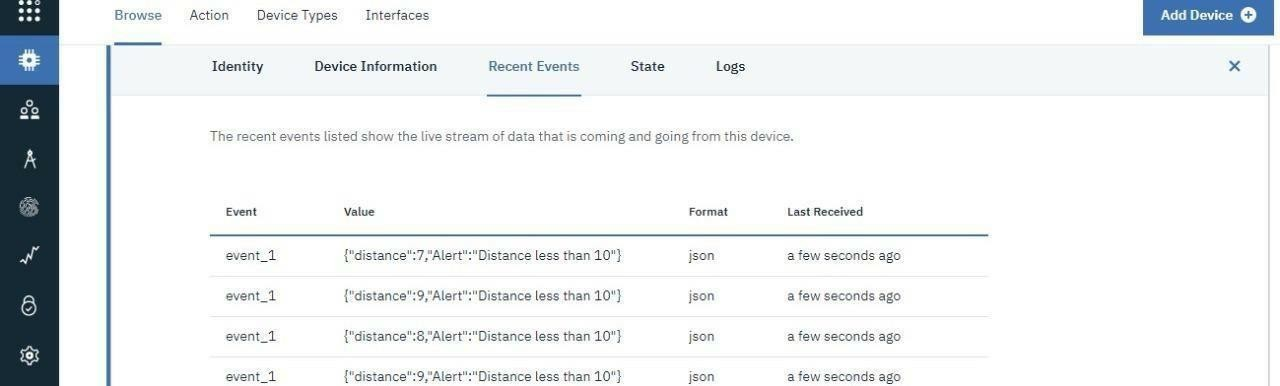 Browse Action Device Types Interfaces Add Device
Identity Device Information Recent Events State Logs
The recent events listed show the live stream of data that is coming and going from this device.
Event Value Format Last Received
event_1 {"distance":7,"Alert":"Distance less than 10"} json a few seconds ago
event_1 {"distance":9,"Alert":"Distance less than 10"} json a few seconds ago
event_1 {"distance":8,"Alert":"Distance less than 10"} json a few seconds ago
event_1 {"distance":9,"Alert":"Distance less than 10"} json a few seconds ago